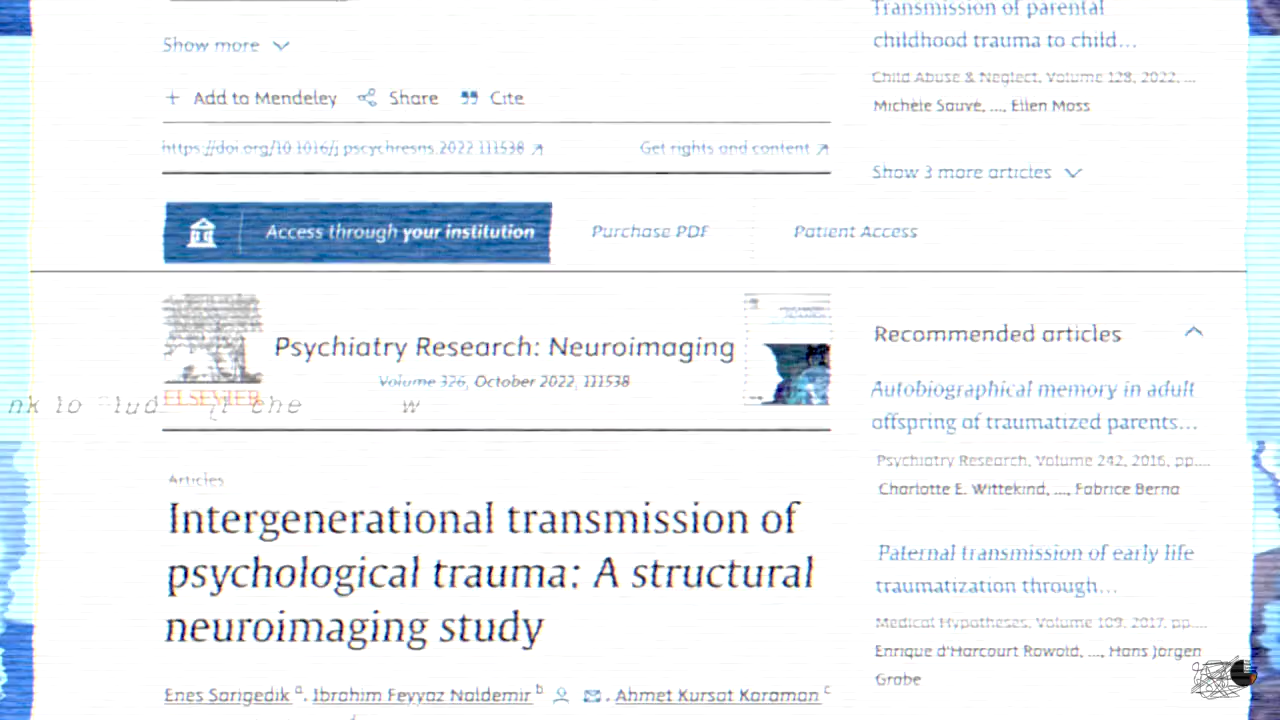 Show more
+ Add to Mendeley Share Cite
https://doi.org/10.1016/j.pscychresns.2022.111538 Get rights and content
Access through your institution Purchase PDF Patient Access
ELSEVIER
Psychiatry Research: Neuroimaging
Volume 326, October 2022, 111538
Articles
Intergenerational transmission of
psychological trauma: A structural
neuroimaging study
Enes Sarigedik a, Ibrahim Feyyaz Naldemir b, Ahmet Kursat Karaman c
Transmission of parental
childhood trauma to child...
Child Abuse & Neglect, Volume 128, 2022, ...
Michèle Sauvé, ..., Ellen Moss
Show 3 more articles
Recommended articles
Autobiographical memory in adult
offspring of traumatized parents...
Psychiatry Research, Volume 242, 2016, pp....
Charlotte E. Wittekind, ..., Fabrice Berna
Paternal transmission of early life
traumatization through...
Medical Hypotheses, Volume 109, 2017, pp....
Enrique d'Harcourt Rowold, ..., Hans Jörgen
Grabe